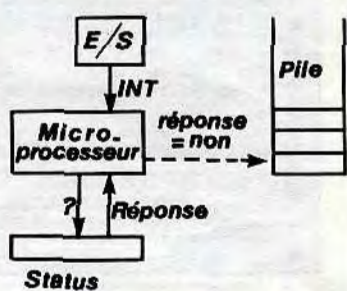 E/S
INT
Pile
Micro-
processeur
réponse
= non
?
Réponse
Status